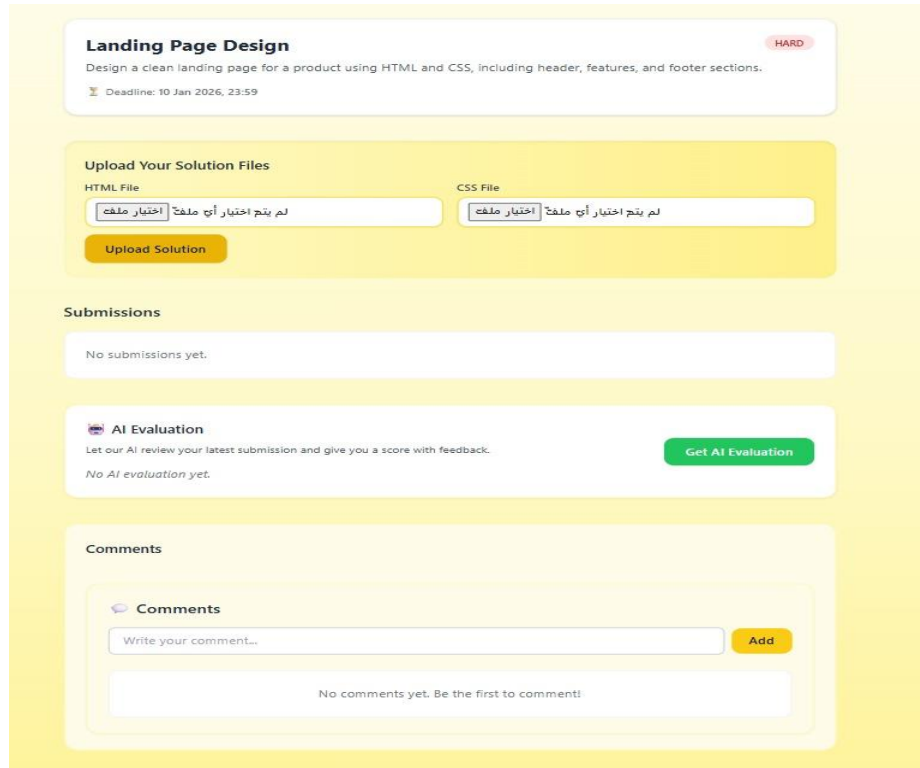 Landing Page Design
HARD
Design a clean landing page for a product using HTML and CSS, including header, features, and footer sections.
Deadline: 10 Jan 2026, 23:59
Upload Your Solution Files
HTML File
CSS File
اختيار ملف لم يتم اختيار أي ملف
اختيار ملف لم يتم اختيار أي ملف
Upload Solution
Submissions
No submissions yet.
AI Evaluation
Let our AI review your latest submission and give you a score with feedback.
Get AI Evaluation
No AI evaluation yet.
Comments
Comments
Write your comment...
Add
No comments yet. Be the first to comment!